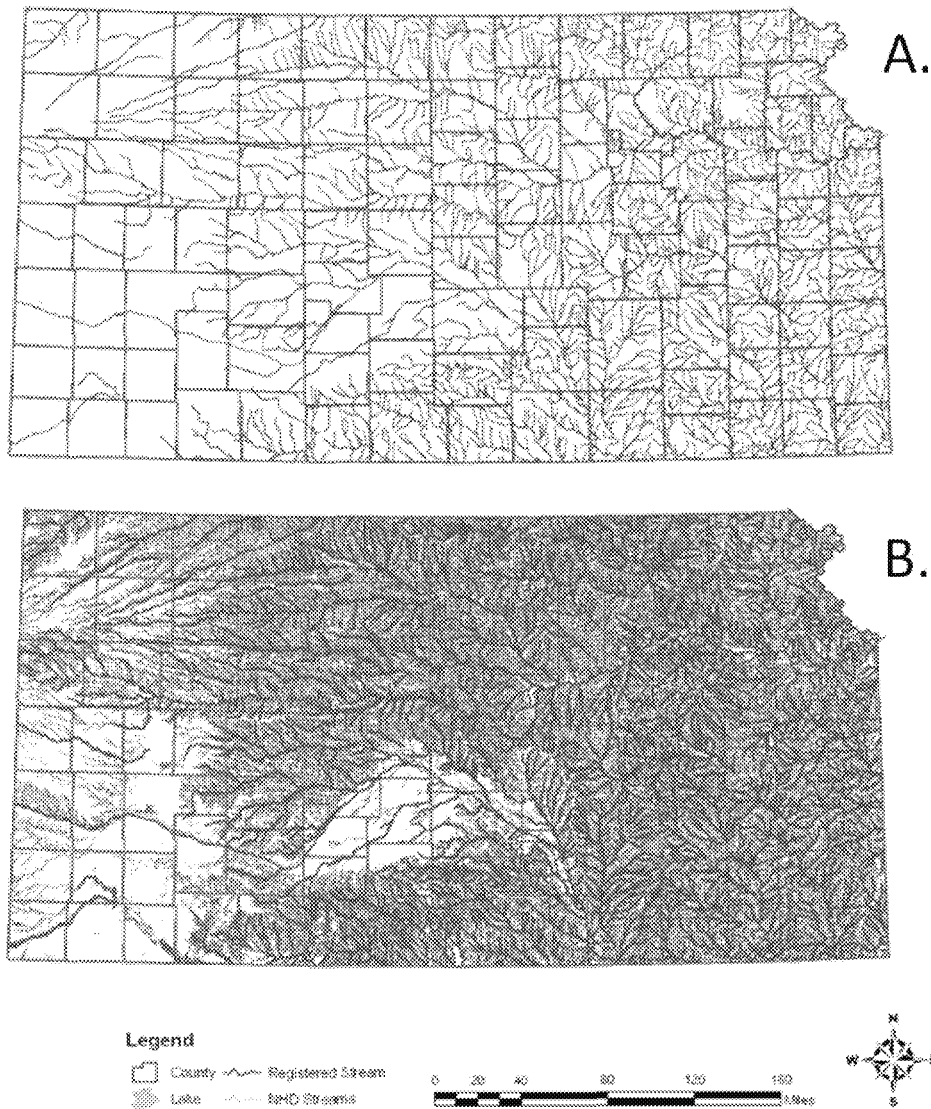 A.
B.
Legend
County Registered Stream
Lake NHD Streams
0 20 40 80 120 160
Miles
N
W
S